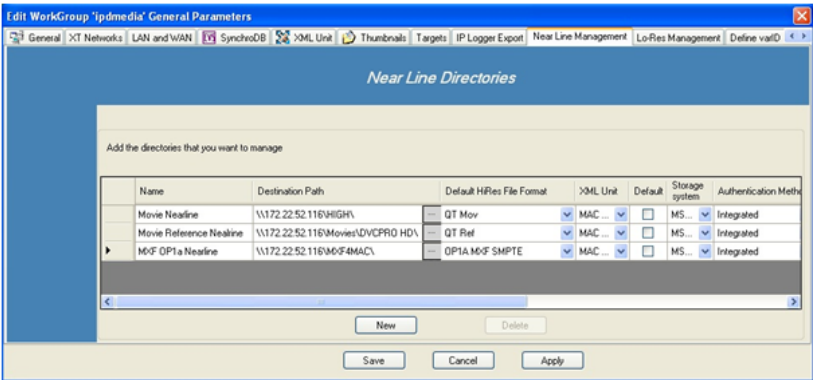 Edit WorkGroup 'ipdmedia' General Parameters
General XT Networks LAN and WAN SynchroDB XML Unit Thumbnails Targets IP Logger Export Near Line Management Lo-Res Management Define varID
Near Line Directories
Add the directories that you want to manage
Name Destination Path Default HiRes File Format XML Unit Default Storage system Authentication Metho
Movie Nearline \\172.22.52.116\HIGH\ ... QT Mov MAC ... MS... Integrated
Movie Reference Nealrine \\172.22.52.116\Movies\DVCPRO HD\ ... QT Ref MAC ... MS... Integrated
MXF OP1a Nearline \\172.22.52.116\MXF4MAC\ ... OP1A MXF SMPTE MAC ... MS... Integrated
New Delete
Save Cancel Apply